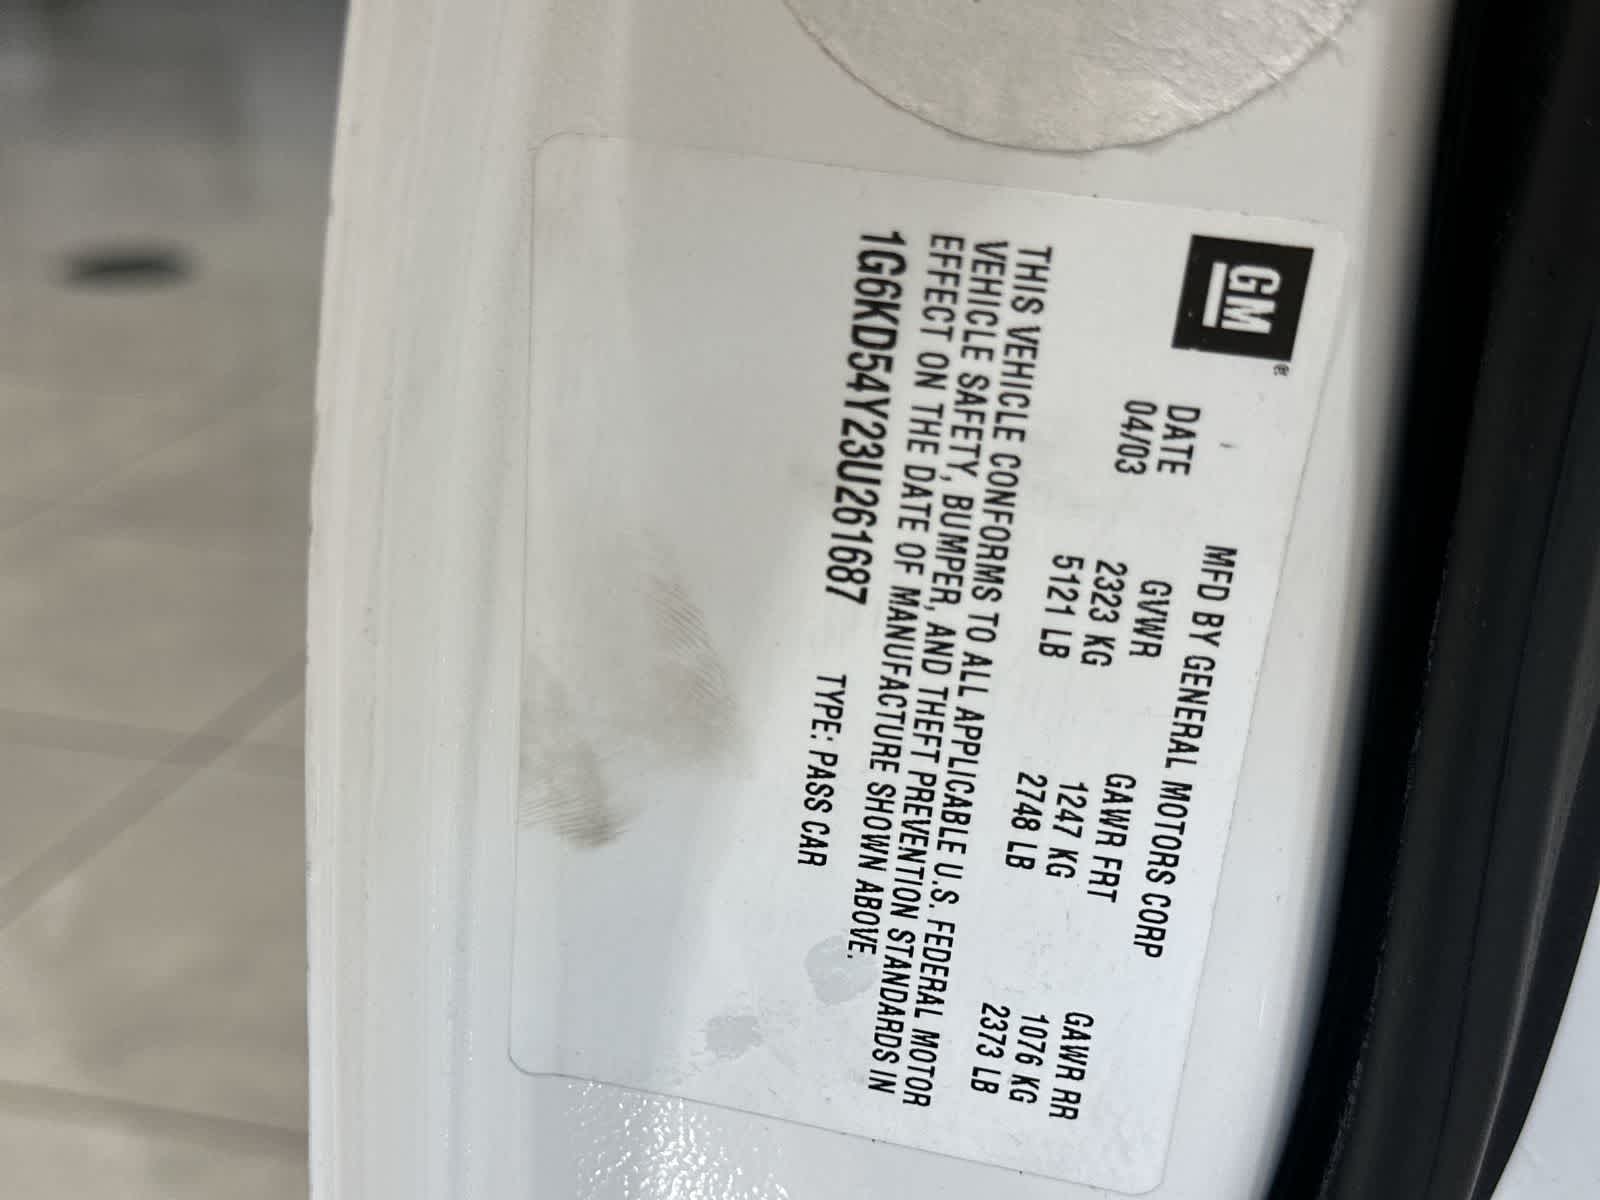 GM®
MFD BY GENERAL MOTORS CORP
DATE GVWR GAWR FRT GAWR RR
04/03 2323 KG 1247 KG 1076 KG
5121 LB 2748 LB 2373 LB
THIS VEHICLE CONFORMS TO ALL APPLICABLE U.S. FEDERAL MOTOR
VEHICLE SAFETY, BUMPER, AND THEFT PREVENTION STANDARDS IN
EFFECT ON THE DATE OF MANUFACTURE SHOWN ABOVE.
1G6KD54Y23U261687 TYPE: PASS CAR